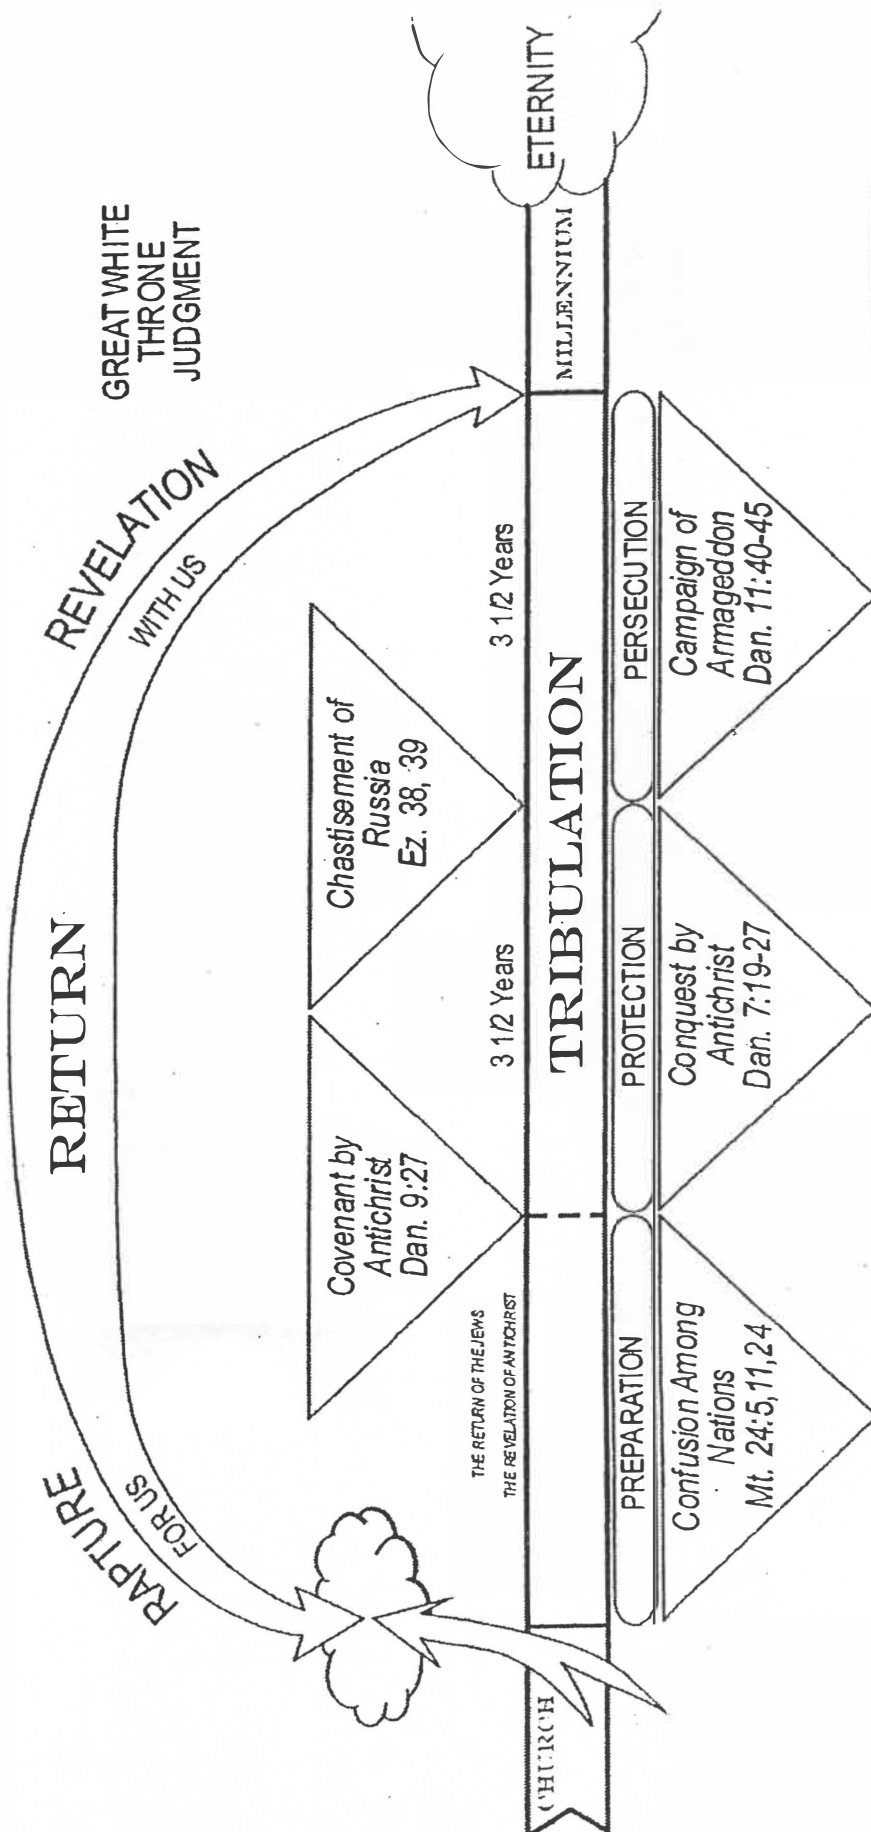 RETURN
RAPTURE
FOR US
REVELATION
WITH US
GREAT WHITE
THRONE
JUDGMENT
Covenant by
Antichrist
Dan. 9:27
Chastisement of
Russia
Ez. 38, 39
THE RETURN OF THE JEWS
THE REVELATION OF ANTICHRIST
3 1/2 Years
3 1/2 Years
CHURCH
TRIBULATION
MILLENNIUM
ETERNITY
PREPARATION
PROTECTION
PERSECUTION
Confusion Among
Nations
Mt. 24:5,11,24
Conquest by
Antichrist
Dan. 7:19-27
Campaign of
Armageddon
Dan. 11:40-45